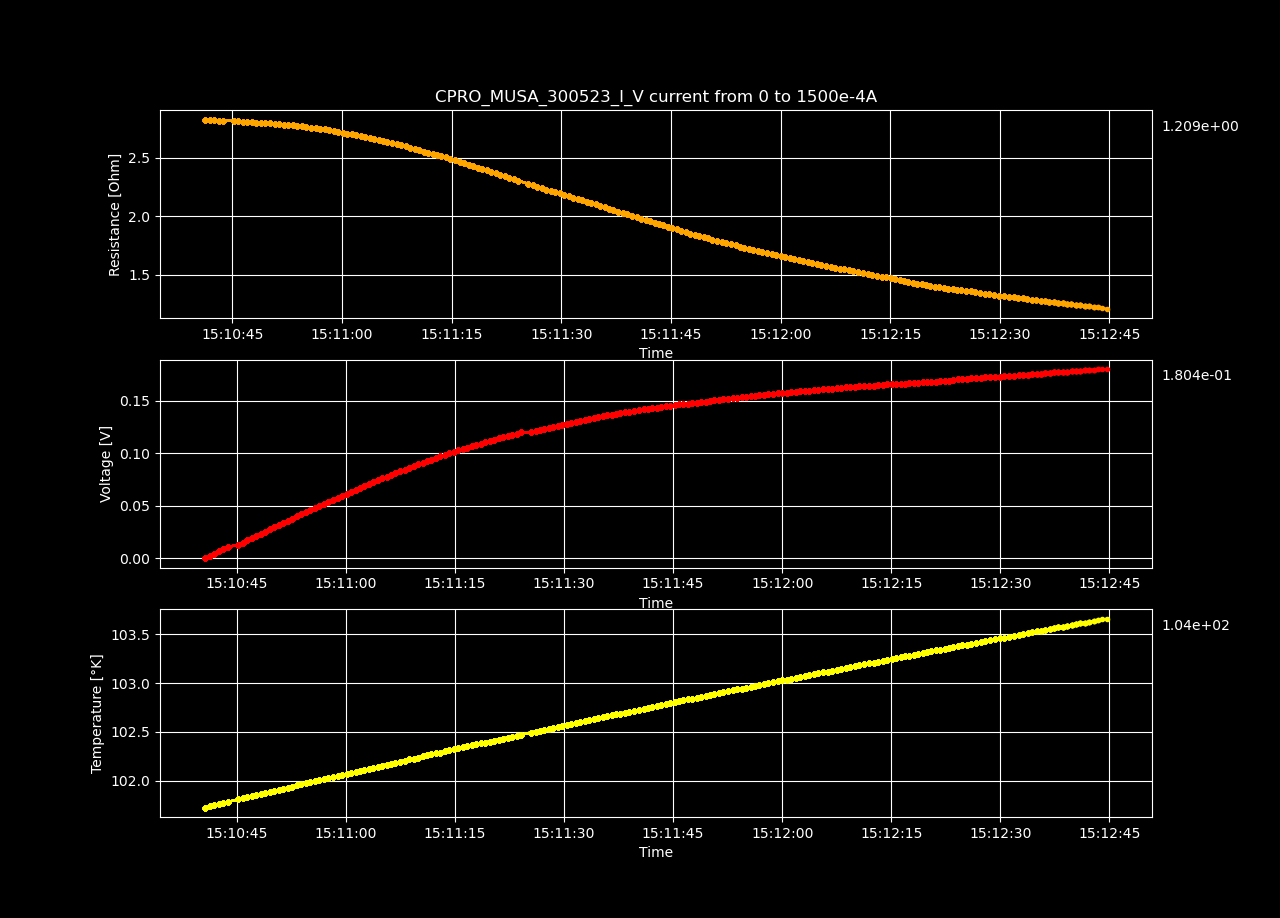 CPRO_MUSA_300523_I_V current from 0 to 1500e-4A
1.209e+00
Resistance [Ohm]
2.5
2.0
1.5
15:10:45 15:11:00 15:11:15 15:11:30 15:11:45 15:12:00 15:12:15 15:12:30 15:12:45
Time
1.804e-01
Voltage [V]
0.15
0.10
0.05
0.00
15:10:45 15:11:00 15:11:15 15:11:30 15:11:45 15:12:00 15:12:15 15:12:30 15:12:45
Time
1.04e+02
Temperature [°K]
103.5
103.0
102.5
102.0
15:10:45 15:11:00 15:11:15 15:11:30 15:11:45 15:12:00 15:12:15 15:12:30 15:12:45
Time